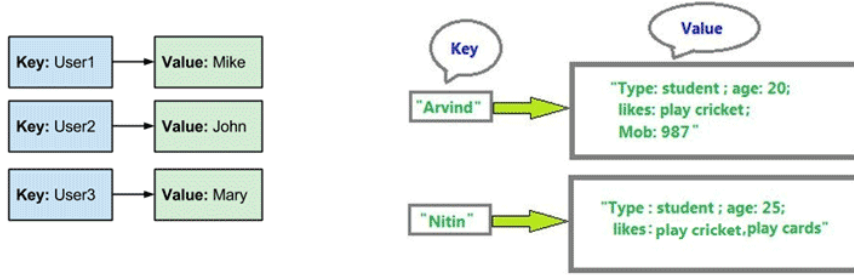 Key: User1
Value: Mike
Key: User2
Value: John
Key: User3
Value: Mary
Key
Value
"Arvind"
"Type: student ; age: 20;
likes: play cricket;
Mob: 987"
"Nitin"
"Type : student ; age: 25;
likes: play cricket,play cards"